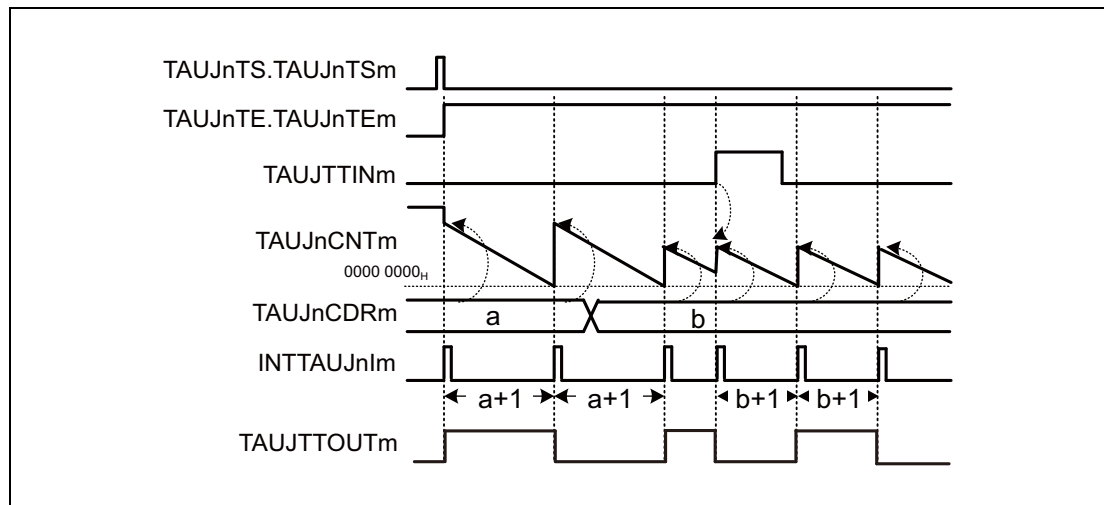 TAUJnTS.TAUJnTSm
TAUJnTE.TAUJnTEm
TAUJTTINm
TAUJnCNTm
0000 0000H
TAUJnCDRm
a
b
INTTAUJnIm
a+1
a+1
b+1
b+1
TAUJTTOUTm